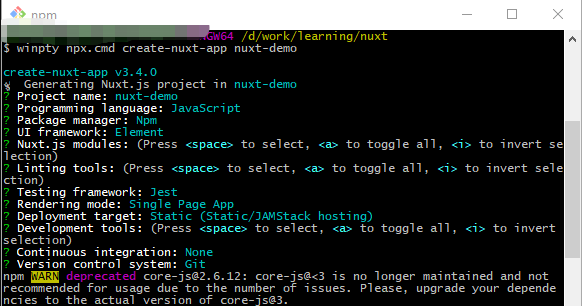 npm
GW64 /d/work/learning/nuxt
$ winpty npx.cmd create-nuxt-app nuxt-demo
create-nuxt-app v3.4.0
Generating Nuxt.js project in nuxt-demo
? Project name: nuxt-demo
? Programming language: JavaScript
? Package manager: Npm
? UI framework: Element
? Nuxt.js modules: (Press <space> to select, <a> to toggle all, <i> to invert se
lection)
? Linting tools: (Press <space> to select, <a> to toggle all, <i> to invert sele
ction)
? Testing framework: Jest
? Rendering mode: Single Page App
? Deployment target: Static (Static/JAMStack hosting)
? Development tools: (Press <space> to select, <a> to toggle all, <i> to invert
selection)
? Continuous integration: None
? Version control system: Git
npm WARN deprecated core-js@2.6.12: core-js@<3 is no longer maintained and not
recommended for usage due to the number of issues. Please, upgrade your depende
ncies to the actual version of core-js@3.